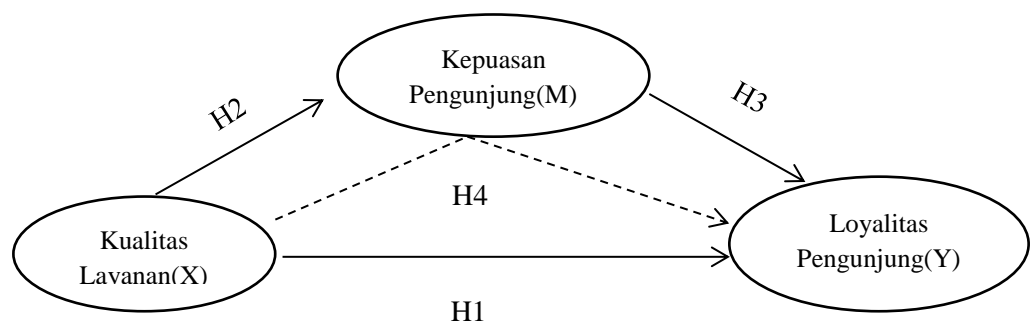 Kepuasan
Pengunjung(M)
H2
H3
H4
Kualitas
Lavanan(X)
Loyalitas
Pengunjung(Y)
H1